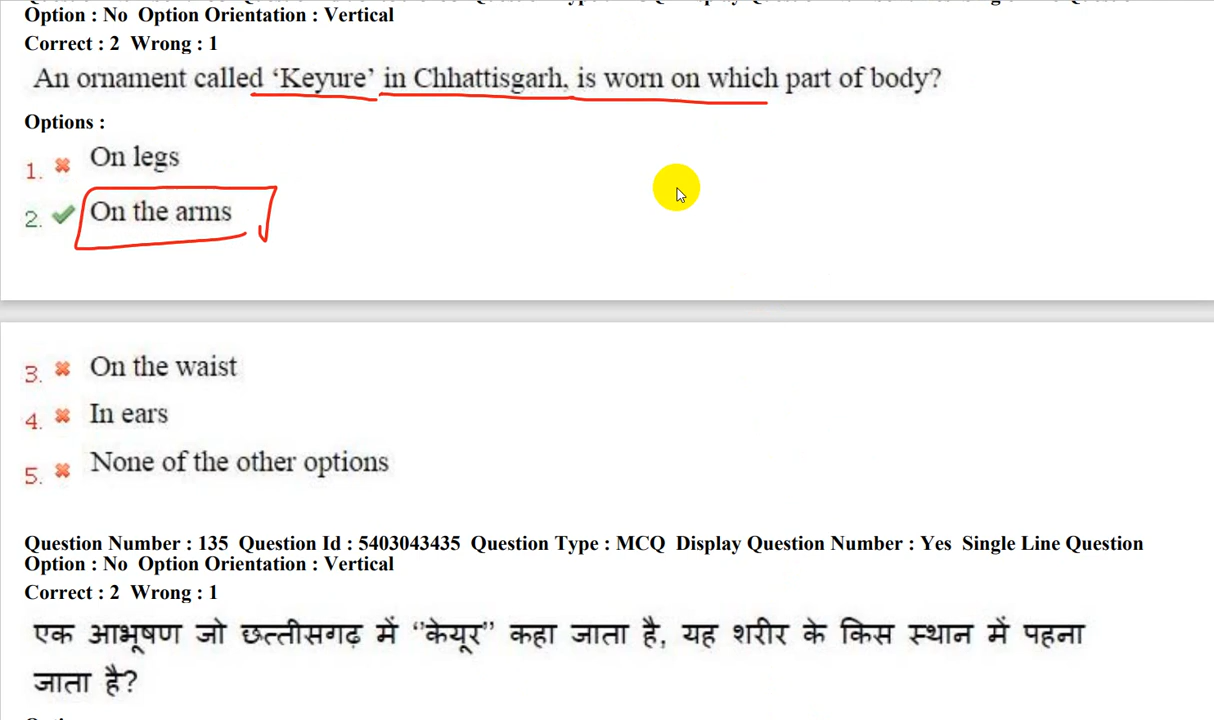 Option : No Option Orientation : Vertical
Correct : 2 Wrong : 1
An ornament called ‘Keyure’ in Chhattisgarh, is worn on which part of body?
Options :
1. On legs
2. On the arms
3. On the waist
4. In ears
5. None of the other options
Question Number : 135 Question Id : 5403043435 Question Type : MCQ Display Question Number : Yes Single Line Question
Option : No Option Orientation : Vertical
Correct : 2 Wrong : 1
एक आभूषण जो छत्तीसगढ़ में “केयूर” कहा जाता है, यह शरीर के किस स्थान में पहना
जाता है?